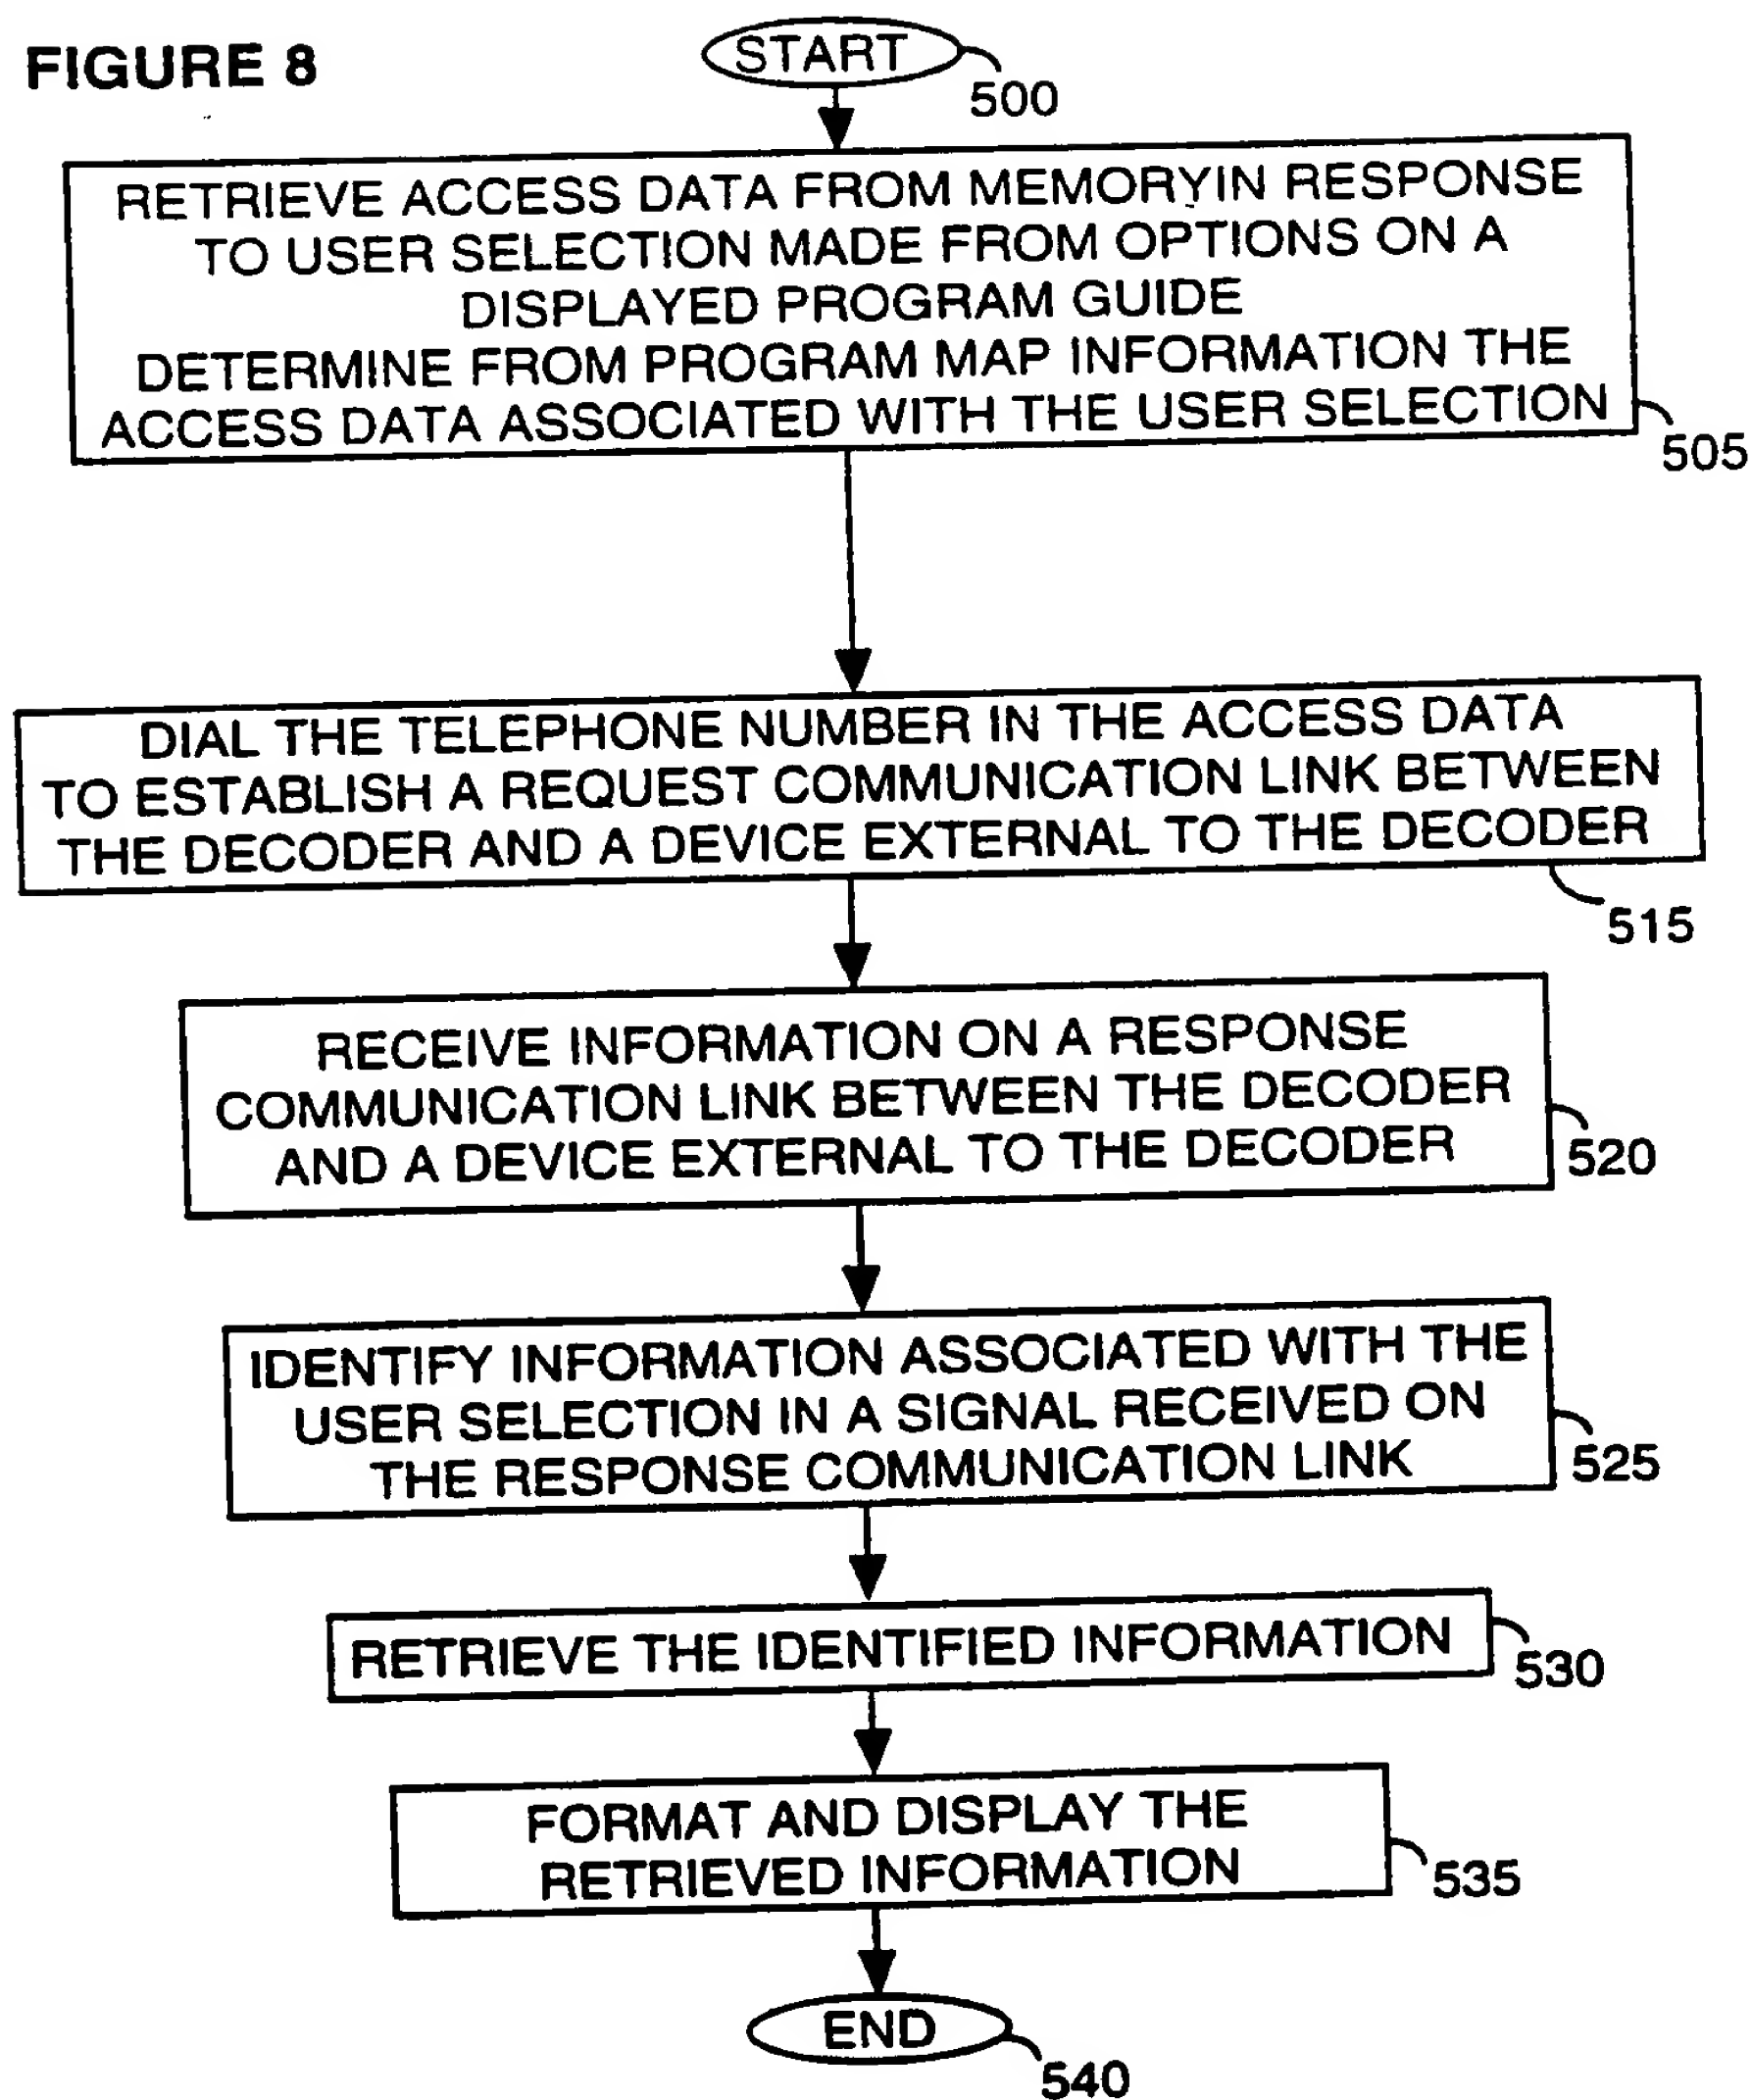 FIGURE 8
START
500
RETRIEVE ACCESS DATA FROM MEMORYIN RESPONSE
TO USER SELECTION MADE FROM OPTIONS ON A
DISPLAYED PROGRAM GUIDE
DETERMINE FROM PROGRAM MAP INFORMATION THE
ACCESS DATA ASSOCIATED WITH THE USER SELECTION
505
DIAL THE TELEPHONE NUMBER IN THE ACCESS DATA
TO ESTABLISH A REQUEST COMMUNICATION LINK BETWEEN
THE DECODER AND A DEVICE EXTERNAL TO THE DECODER
515
RECEIVE INFORMATION ON A RESPONSE
COMMUNICATION LINK BETWEEN THE DECODER
AND A DEVICE EXTERNAL TO THE DECODER
520
IDENTIFY INFORMATION ASSOCIATED WITH THE
USER SELECTION IN A SIGNAL RECEIVED ON
THE RESPONSE COMMUNICATION LINK
525
RETRIEVE THE IDENTIFIED INFORMATION
530
FORMAT AND DISPLAY THE
RETRIEVED INFORMATION
535
END
540